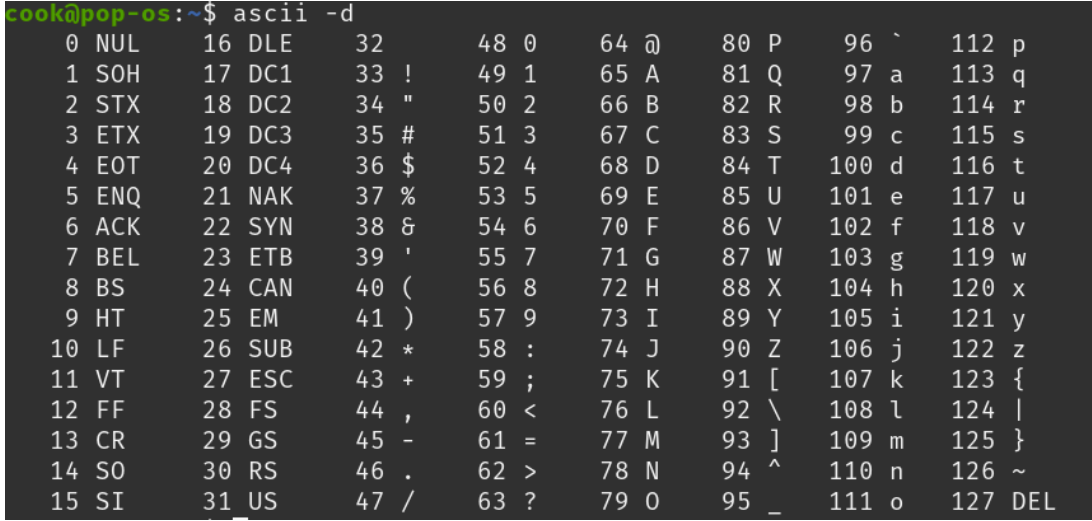 cook@pop-os:~$ ascii -d
0 NUL 16 DLE 32 48 0 64 @ 80 P 96 ` 112 p
1 SOH 17 DC1 33 ! 49 1 65 A 81 Q 97 a 113 q
2 STX 18 DC2 34 " 50 2 66 B 82 R 98 b 114 r
3 ETX 19 DC3 35 # 51 3 67 C 83 S 99 c 115 s
4 EOT 20 DC4 36 $ 52 4 68 D 84 T 100 d 116 t
5 ENQ 21 NAK 37 % 53 5 69 E 85 U 101 e 117 u
6 ACK 22 SYN 38 & 54 6 70 F 86 V 102 f 118 v
7 BEL 23 ETB 39 ' 55 7 71 G 87 W 103 g 119 w
8 BS 24 CAN 40 ( 56 8 72 H 88 X 104 h 120 x
9 HT 25 EM 41 ) 57 9 73 I 89 Y 105 i 121 y
10 LF 26 SUB 42 * 58 : 74 J 90 Z 106 j 122 z
11 VT 27 ESC 43 + 59 ; 75 K 91 [ 107 k 123 {
12 FF 28 FS 44 , 60 < 76 L 92 \ 108 l 124 |
13 CR 29 GS 45 - 61 = 77 M 93 ] 109 m 125 }
14 SO 30 RS 46 . 62 > 78 N 94 ^ 110 n 126 ~
15 SI 31 US 47 / 63 ? 79 O 95 _ 111 o 127 DEL